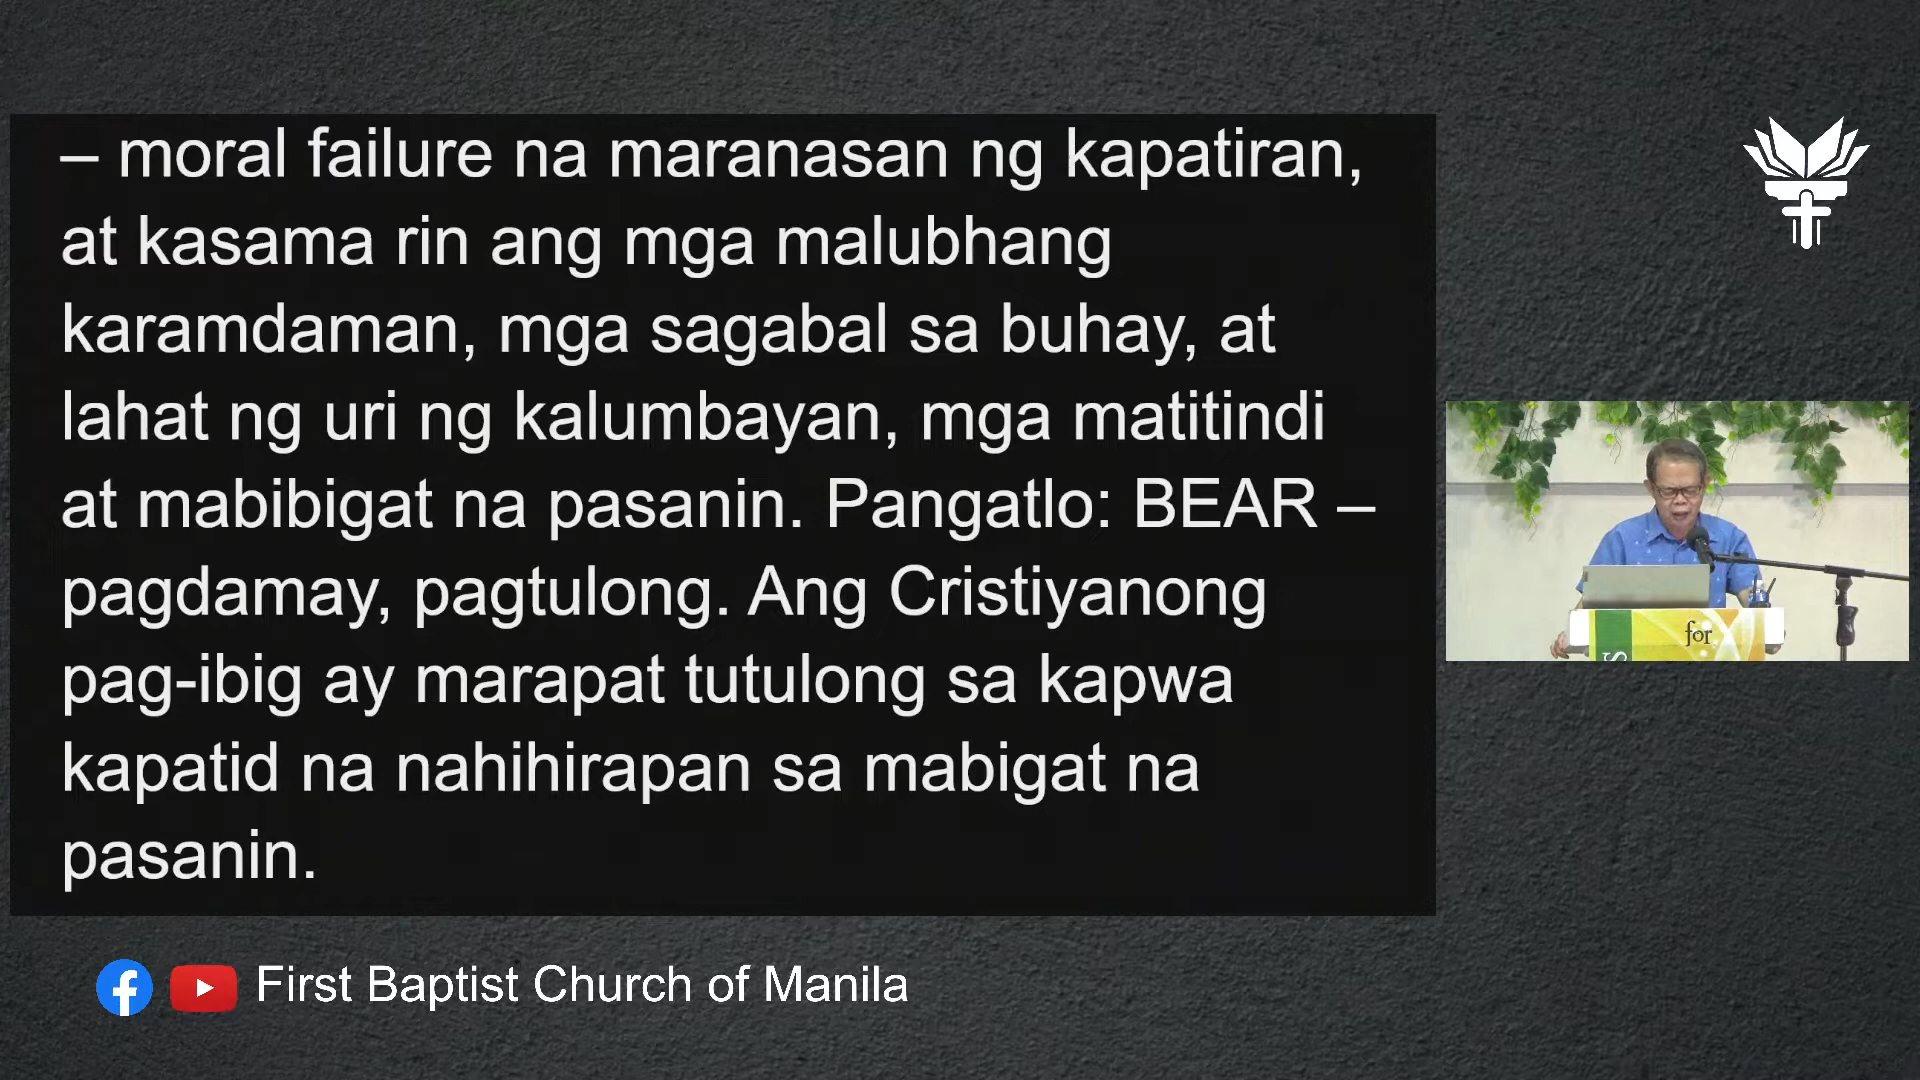 – moral failure na maranasan ng kapatiran,
at kasama rin ang mga malubhang
karamdaman, mga sagabal sa buhay, at
lahat ng uri ng kalumbayan, mga matitindi
at mabibigat na pasanin. Pangatlo: BEAR –
pagdamay, pagtulong. Ang Cristiyanong
pag-ibig ay marapat tutulong sa kapwa
kapatid na nahihirapan sa mabigat na
pasanin.
for
S
First Baptist Church of Manila